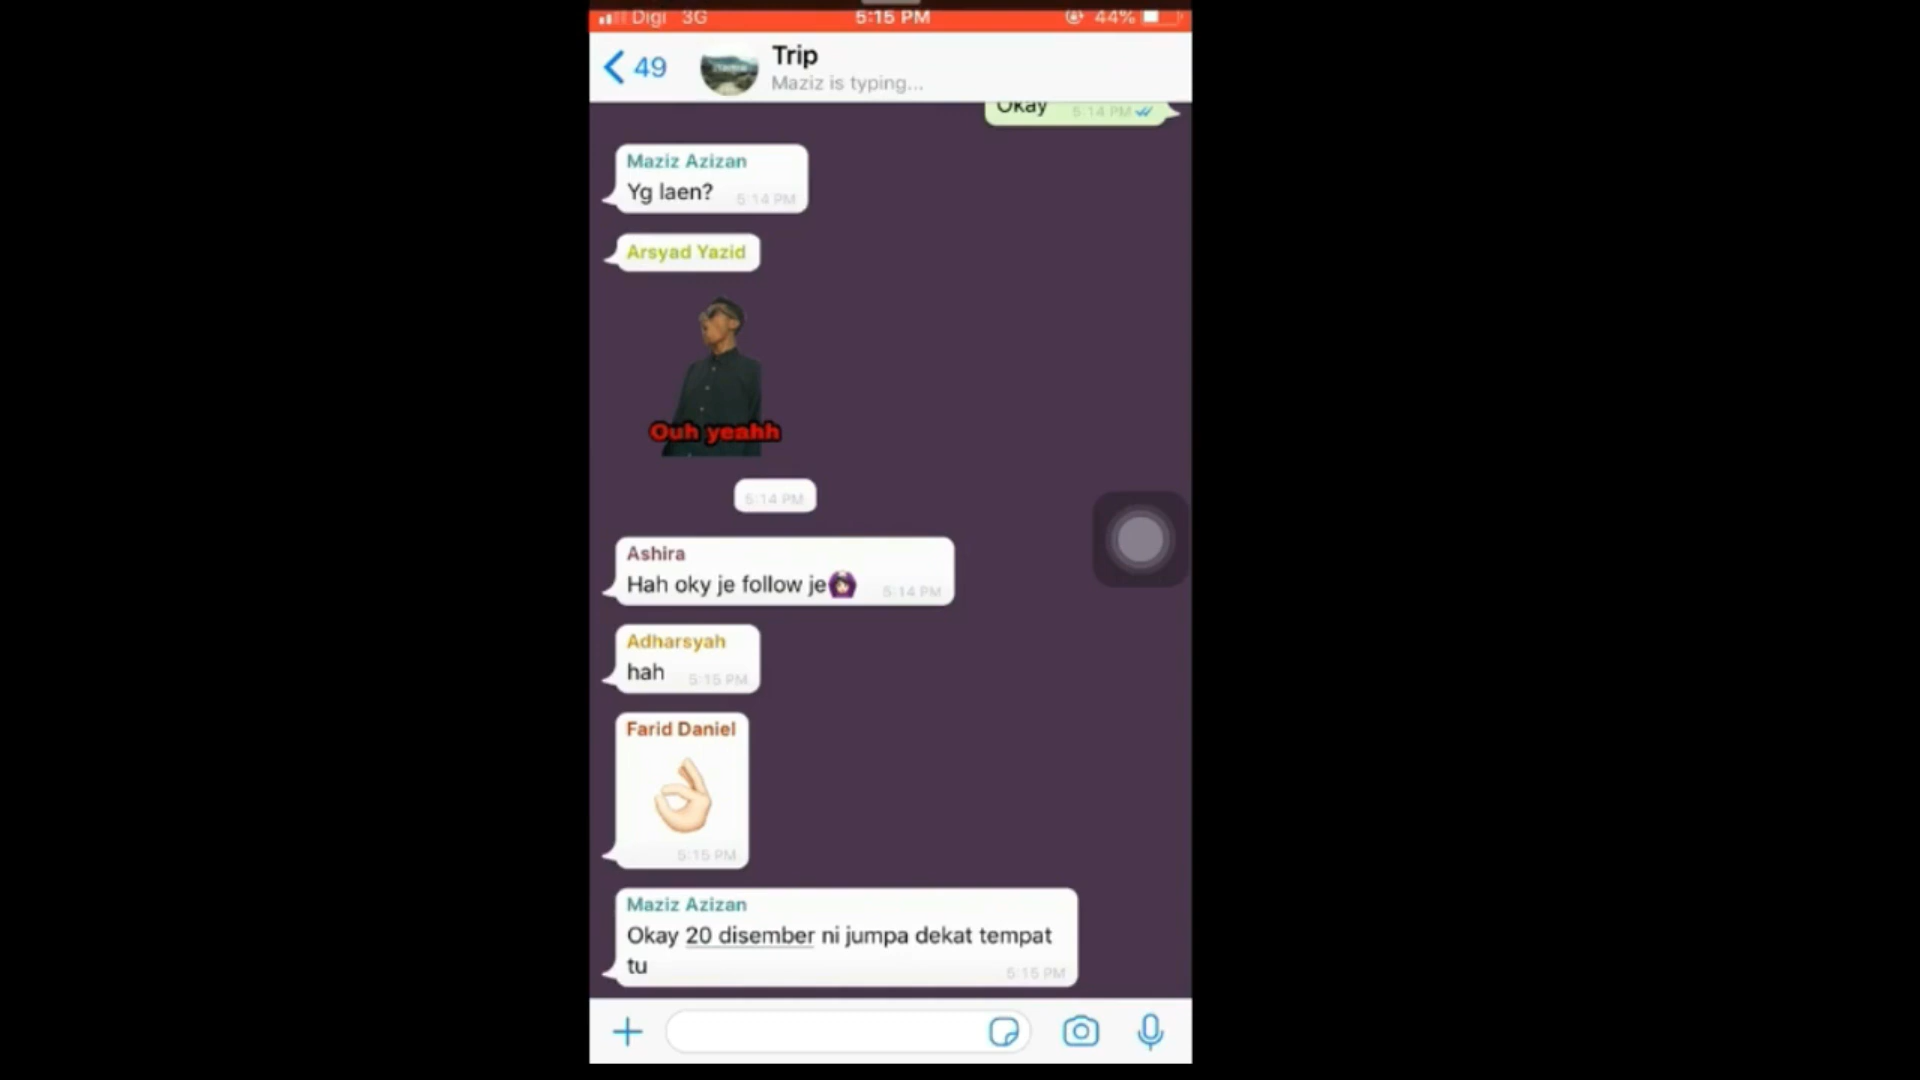 Digi 3G 5:15 PM 44%
49
Trip
Maziz is typing...
Okay 5:14 PM
Maziz Azizan
Yg laen? 5:14 PM
Arsyad Yazid
Ouh yeahh
5:14 PM
Ashira
Hah oky je follow je 5:14 PM
Adharsyah
hah 5:15 PM
Farid Daniel
5:15 PM
Maziz Azizan
Okay 20 disember ni jumpa dekat tempat
tu 5:15 PM